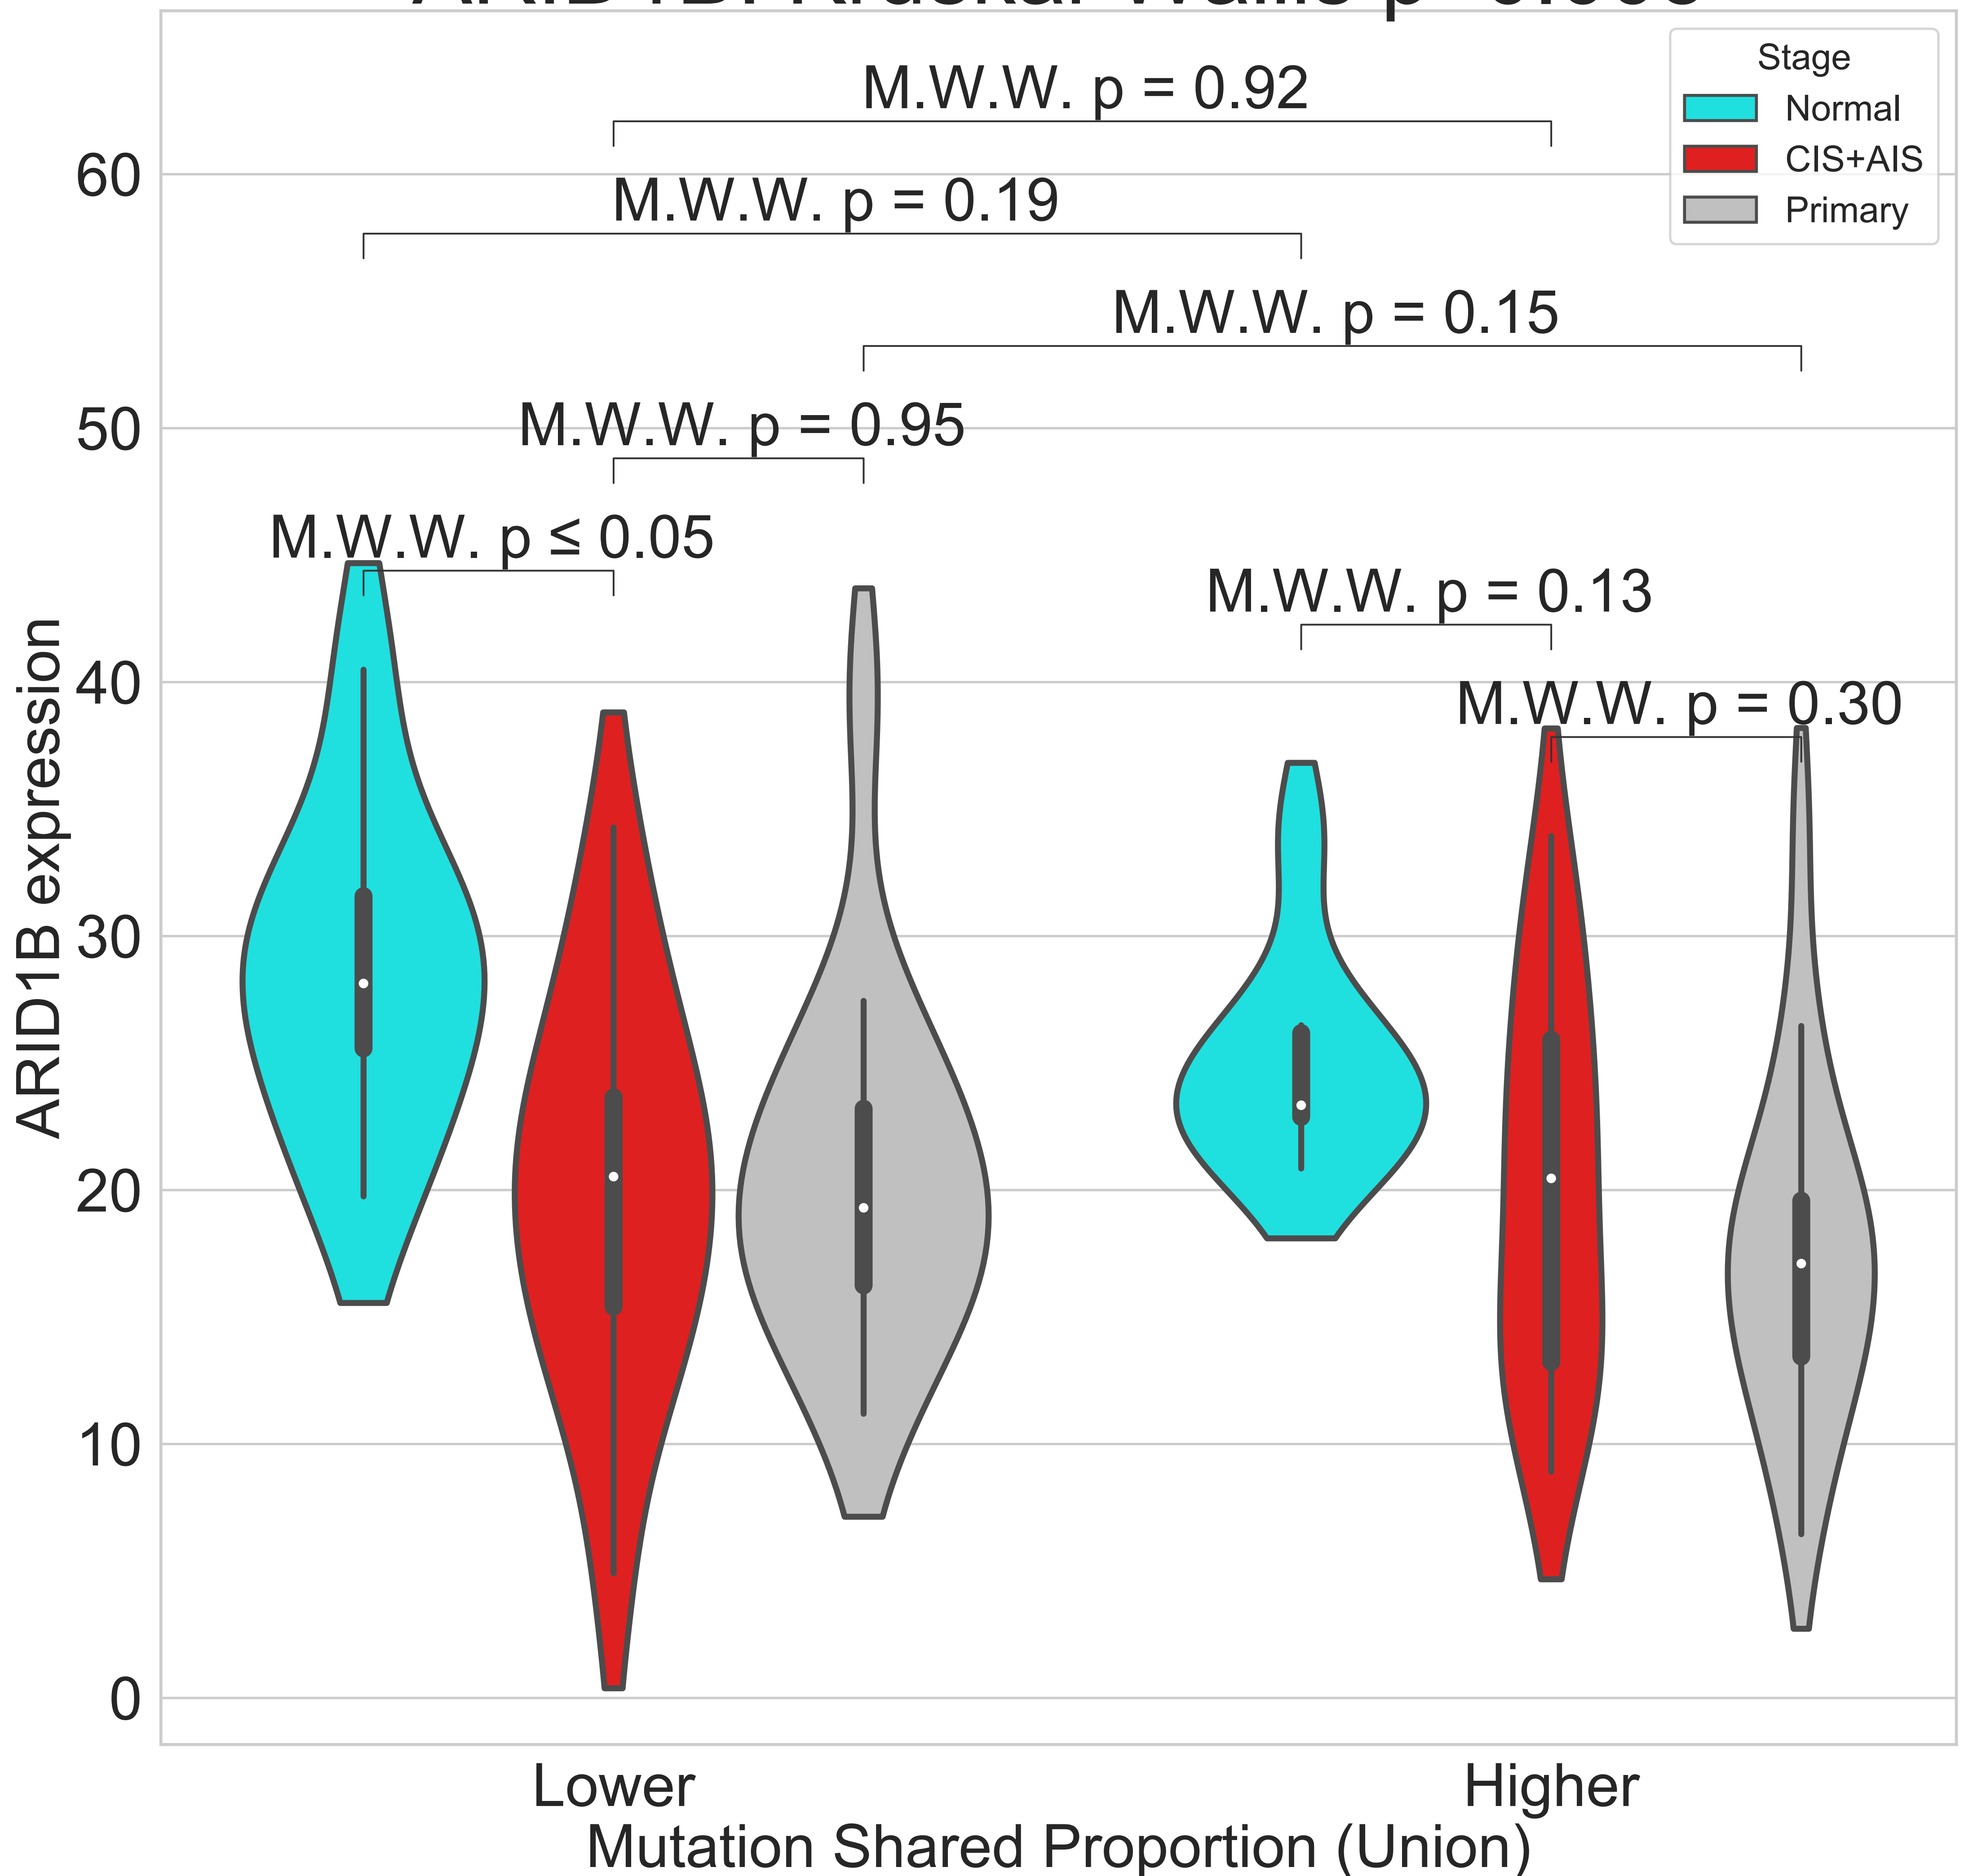 Stage
Normal
CIS+AIS
Primary
M.W.W. p = 0.92
M.W.W. p = 0.19
M.W.W. p = 0.15
M.W.W. p = 0.95
M.W.W. p ≤ 0.05
M.W.W. p = 0.13
M.W.W. p = 0.30
60
50
40
30
20
10
0
ARID1B expression
Lower
Higher
Mutation Shared Proportion (Union)